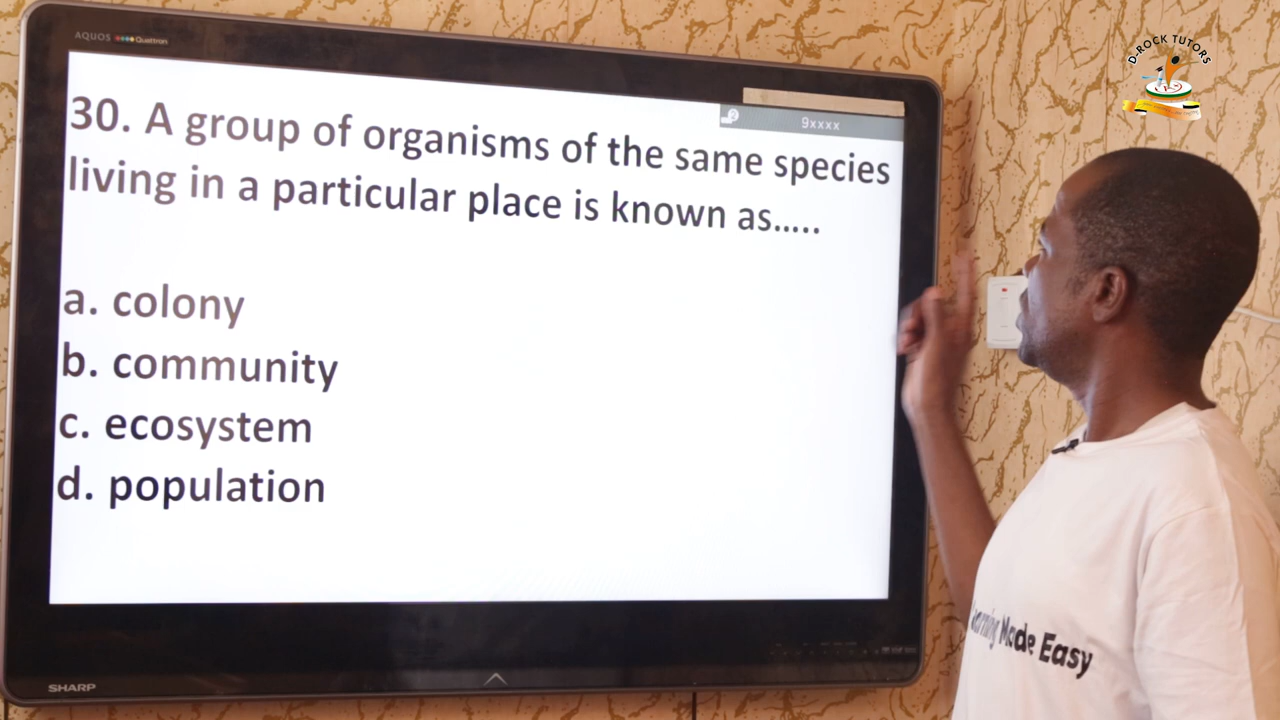 AQUOS Quattron
D-ROCK TUTORS
9xxxx
30. A group of organisms of the same species
living in a particular place is known as.....
a. colony
b. community
c. ecosystem
d. population
Made Easy
SHARP